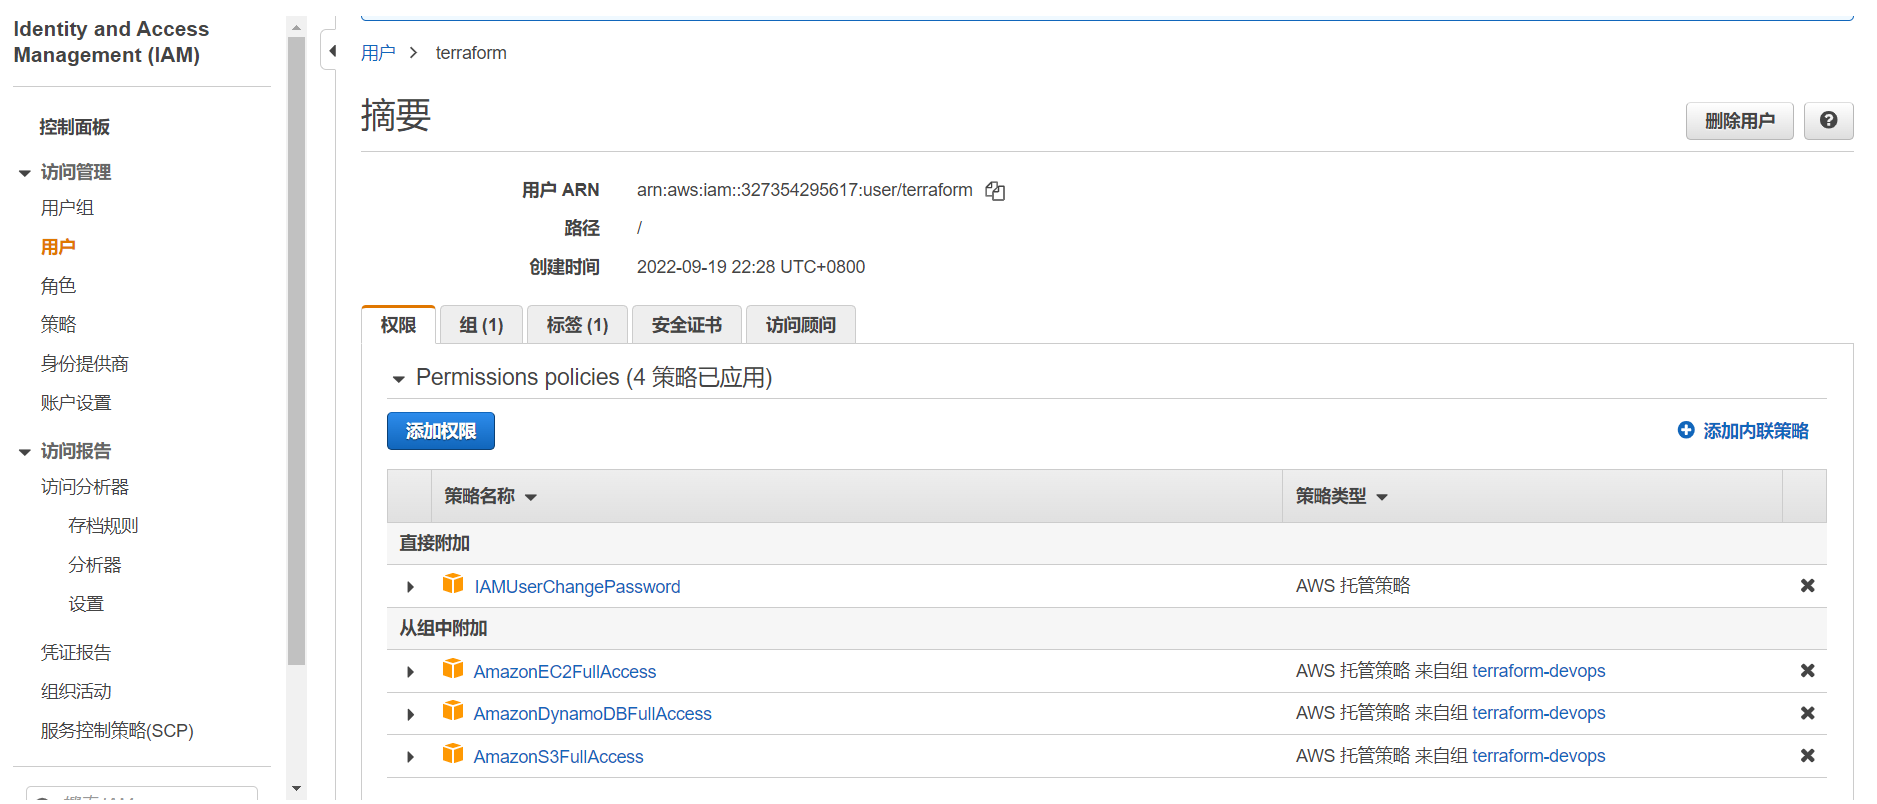 Identity and Access
Management (IAM)
控制面板
访问管理
用户组
用户
角色
策略
身份提供商
账户设置
访问报告
访问分析器
存档规则
分析器
设置
凭证报告
组织活动
服务控制策略(SCP)
用户 > terraform
摘要
删除用户
用户 ARN arn:aws:iam::327354295617:user/terraform
路径 /
创建时间 2022-09-19 22:28 UTC+0800
权限 组 (1) 标签 (1) 安全证书 访问顾问
Permissions policies (4 策略已应用)
添加权限 添加内联策略
策略名称 策略类型
直接附加
IAMUserChangePassword AWS 托管策略
从组中附加
AmazonEC2FullAccess AWS 托管策略 来自组 terraform-devops
AmazonDynamoDBFullAccess AWS 托管策略 来自组 terraform-devops
AmazonS3FullAccess AWS 托管策略 来自组 terraform-devops